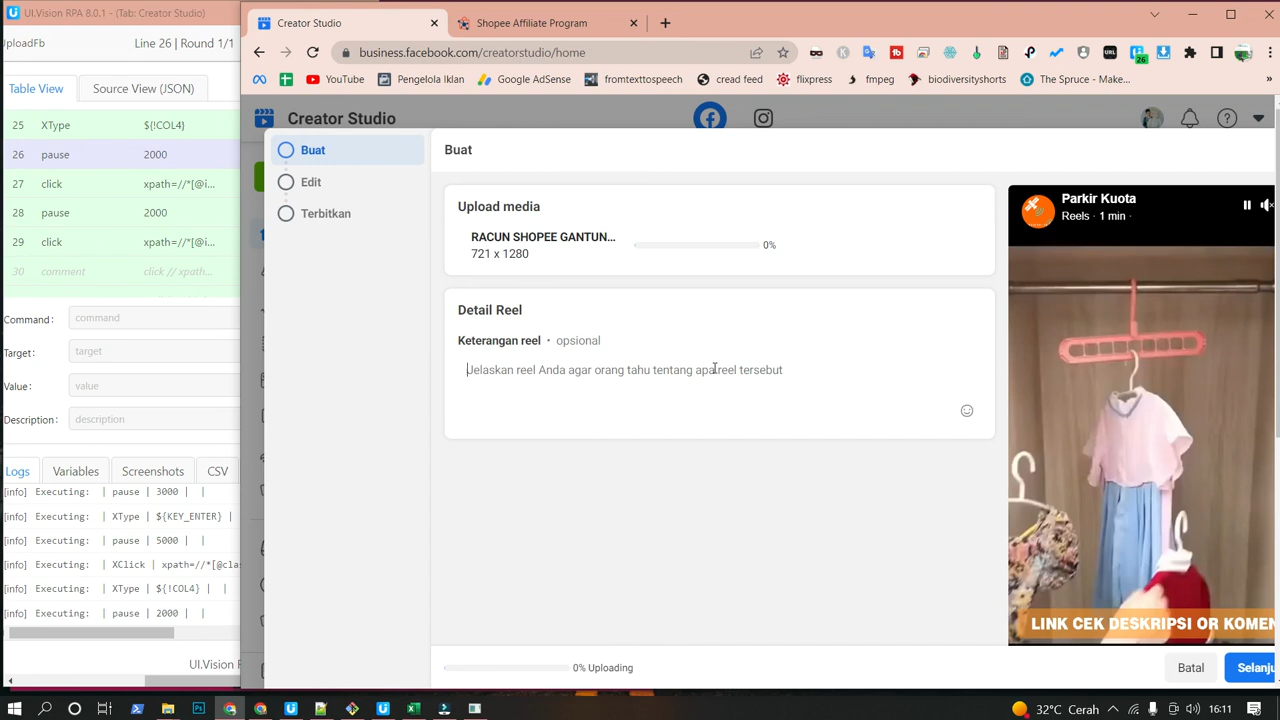 UI.Vision RPA 8.0.1 - (Tab: Creator Studio)
UploadFb
Line 26 | Round 1/1
Table View
Source View (JSON)
25 XType ${!COL4}
26 pause 2000
27 click xpath=//*[@i...
28 pause 2000
29 click xpath=//*[@i...
30 comment click // xpath...
Command:
command
Target:
target
Value:
value
Description:
description
Logs
Variables
Screenshots
CSV
[info] Executing: | pause | 3000 | |
[info] Executing: | XType | ${KEY_ENTER} |
[info] Executing: | pause | 5000 | |
[info] Executing: | XClick | xpath=//*[@clas
[info] Executing: | XType | ${!COL4} | |
[info] Executing: | pause | 2000 | |
UI.Vision R
Creator Studio
Shopee Affiliate Program
business.facebook.com/creatorstudio/home
26
YouTube
Pengelola Iklan
Google AdSense
fromtexttospeech
cread feed
flixpress
fmpeg
biodiversityshorts
The Spruce - Make...
Creator Studio
Buat
Edit
Terbitkan
Buat
Upload media
RACUN SHOPEE GANTUN...
721 x 1280
0%
Detail Reel
Keterangan reel • opsional
Jelaskan reel Anda agar orang tahu tentang apa reel tersebut
Parkir Kuota
Reels · 1 min ·
LINK CEK DESKRIPSI OR KOMEN
0% Uploading
Batal
Selanju
32°C Cerah
16:11